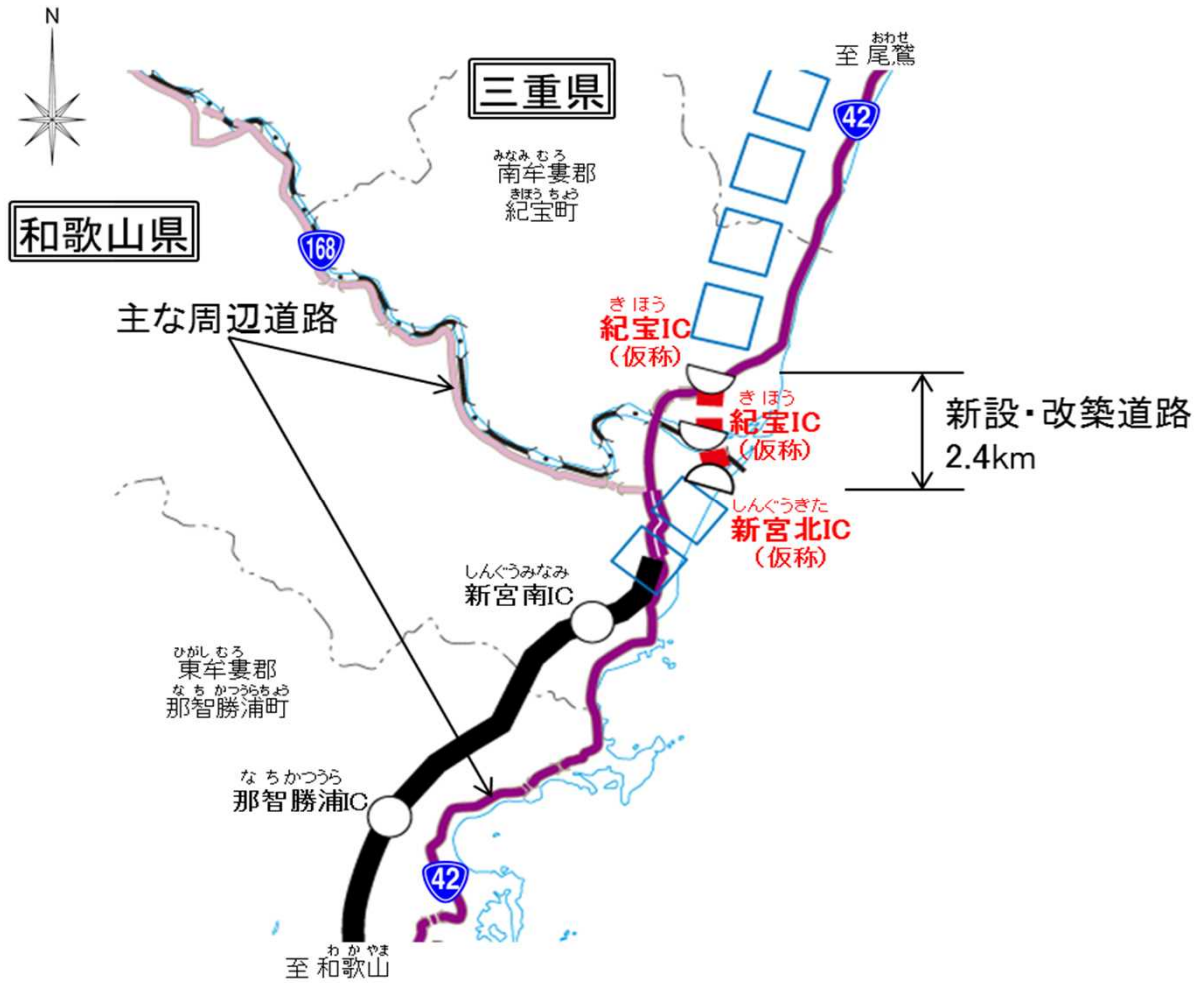 N
おわせ
至 尾鷲
三重県
42
みなみ むろ
南牟婁郡
きほう ちょう
紀宝町
和歌山県
168
主な周辺道路
き ほう
紀宝IC
(仮称)
き ほう
紀宝IC
(仮称)
新設・改築道路
2.4km
しんぐうきた
新宮北IC
(仮称)
しんぐうみなみ
新宮南IC
ひがし むろ
東牟婁郡
な ち かつうらちょう
那智勝浦町
な ち かつうら
那智勝浦IC
42
わ か やま
至 和歌山